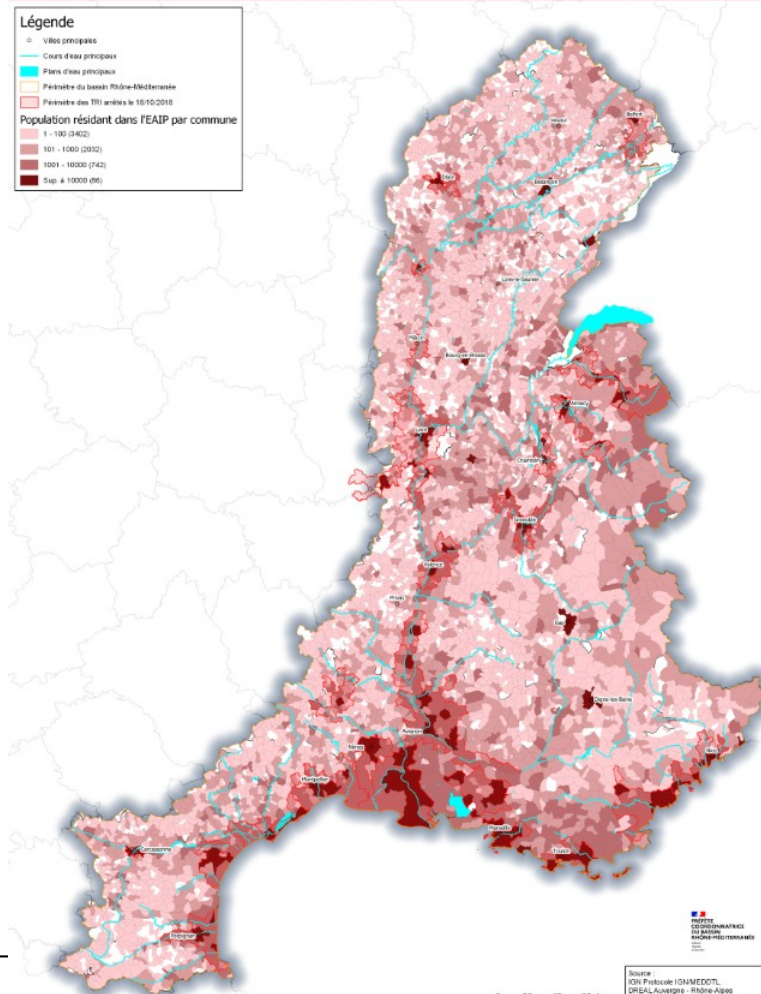 Légende
Villes principales
Cours d'eau principaux
Plans d'eau principaux
Périmètre du bassin Rhône-Méditerranée
Périmètre des TRI arrêtés le 18/10/2018
Population résidant dans l'EAIP par commune
1 - 100 (3402)
101 - 1000 (2032)
1001 - 10000 (742)
Sup. à 10000 (86)
Vesoul
Belfort
Dijon
Besançon
Lons-le-Saunier
Mâcon
Bourg-en-Bresse
Annecy
Lyon
Chambéry
Grenoble
Valence
Privas
Gap
Digne-les-Bains
Avignon
Nîmes
Nice
Montpellier
Marseille
Toulon
Carcassonne
Perpignan
PRÉFÈTE
COORDONNATRICE
DU BASSIN
RHÔNE-MÉDITERRANÉE
Source :
IGN Protocole IGN/MEDDTL
DREAL Auvergne - Rhône-Alpes